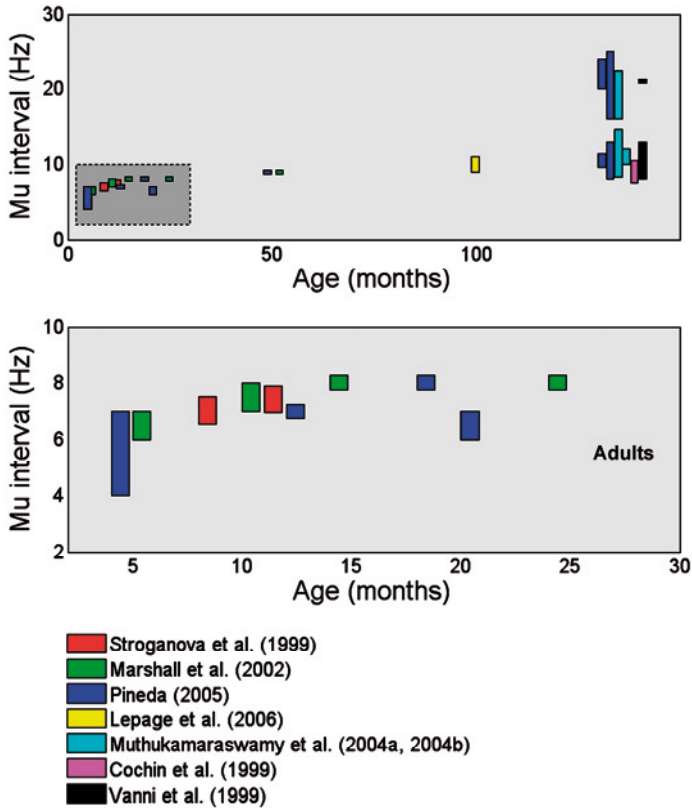 30
20
10
0
Mu interval (Hz)
0
50
100
Age (months)
10
8
6
4
2
Mu interval (Hz)
Adults
5
10
15
20
25
30
Age (months)
Stroganova et al. (1999)
Marshall et al. (2002)
Pineda (2005)
Lepage et al. (2006)
Muthukamaraswamy et al. (2004a, 2004b)
Cochin et al. (1999)
Vanni et al. (1999)